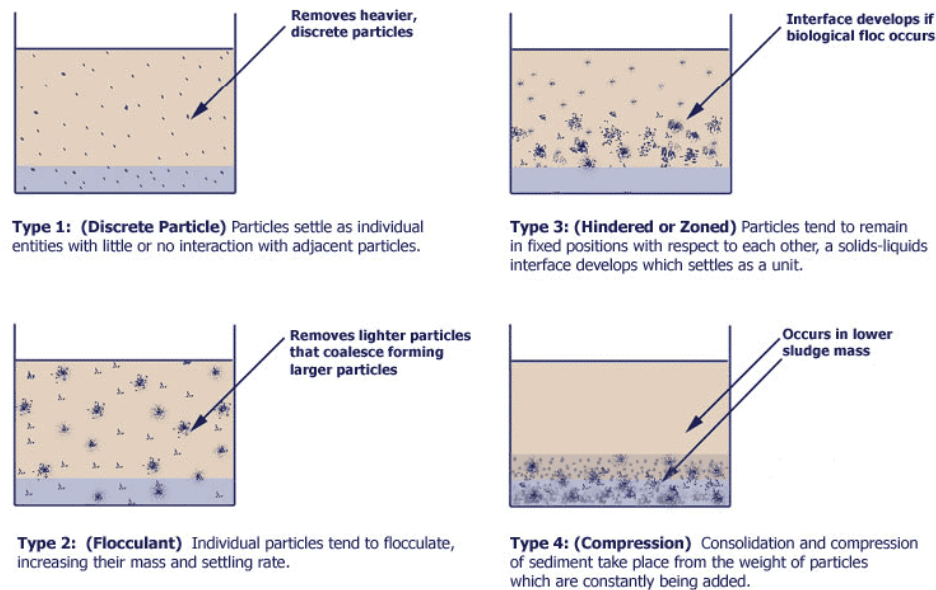 Removes heavier,
discrete particles
Type 1: (Discrete Particle) Particles settle as individual
entities with little or no interaction with adjacent particles.
Interface develops if
biological floc occurs
Type 3: (Hindered or Zoned) Particles tend to remain
in fixed positions with respect to each other, a solids-liquids
interface develops which settles as a unit.
Removes lighter particles
that coalesce forming
larger particles
Type 2: (Flocculant) Individual particles tend to flocculate,
increasing their mass and settling rate.
Occurs in lower
sludge mass
Type 4: (Compression) Consolidation and compression
of sediment take place from the weight of particles
which are constantly being added.